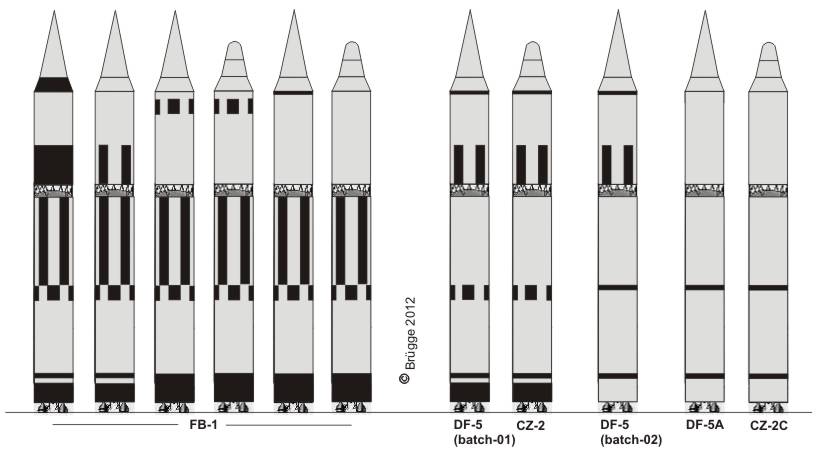 © Brügge 2012
FB-1
DF-5
(batch-01)
CZ-2
DF-5
(batch-02)
DF-5A
CZ-2C